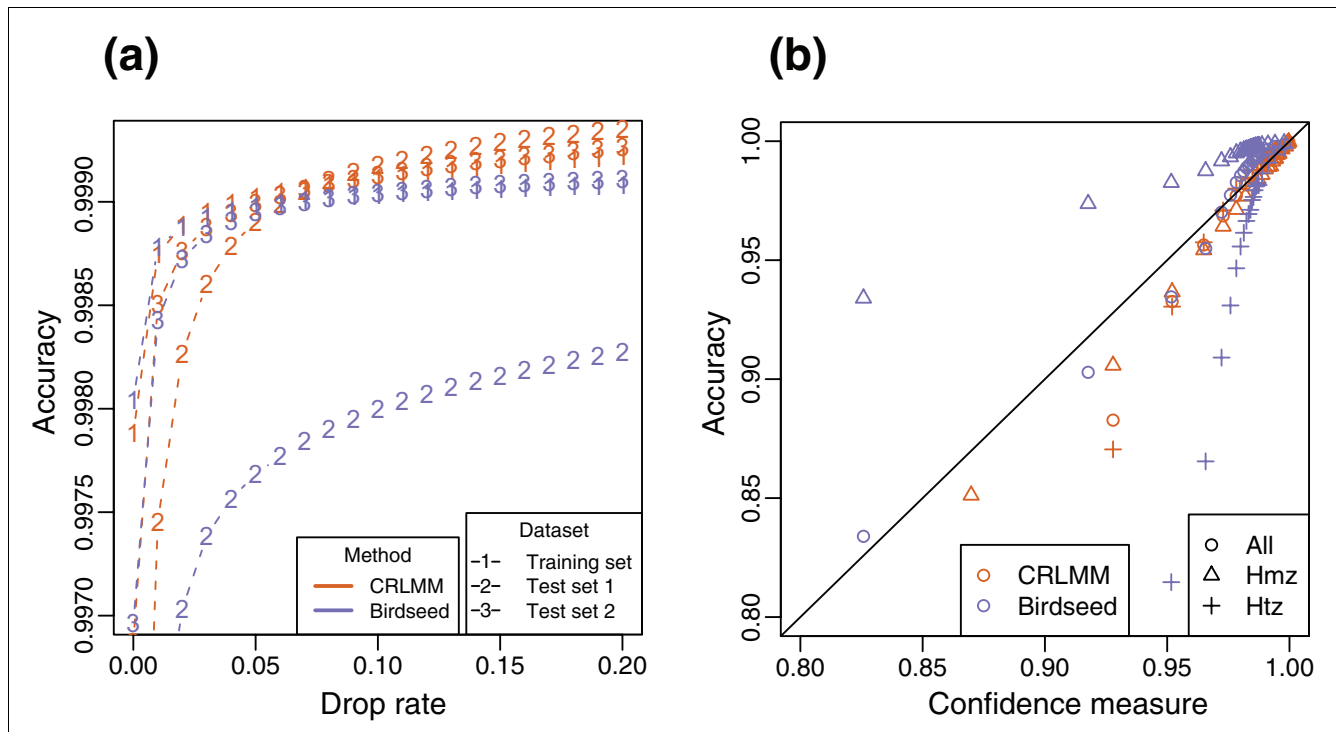 (a)
Accuracy
0.9990
0.9985
0.9980
0.9975
0.9970
0.00 0.05 0.10 0.15 0.20
Drop rate
Method
CRLMM
Birdseed
Dataset
–1– Training set
–2– Test set 1
–3– Test set 2
(b)
Accuracy
1.00
0.95
0.90
0.85
0.80
0.80 0.85 0.90 0.95 1.00
Confidence measure
CRLMM
Birdseed
All
Hmz
Htz